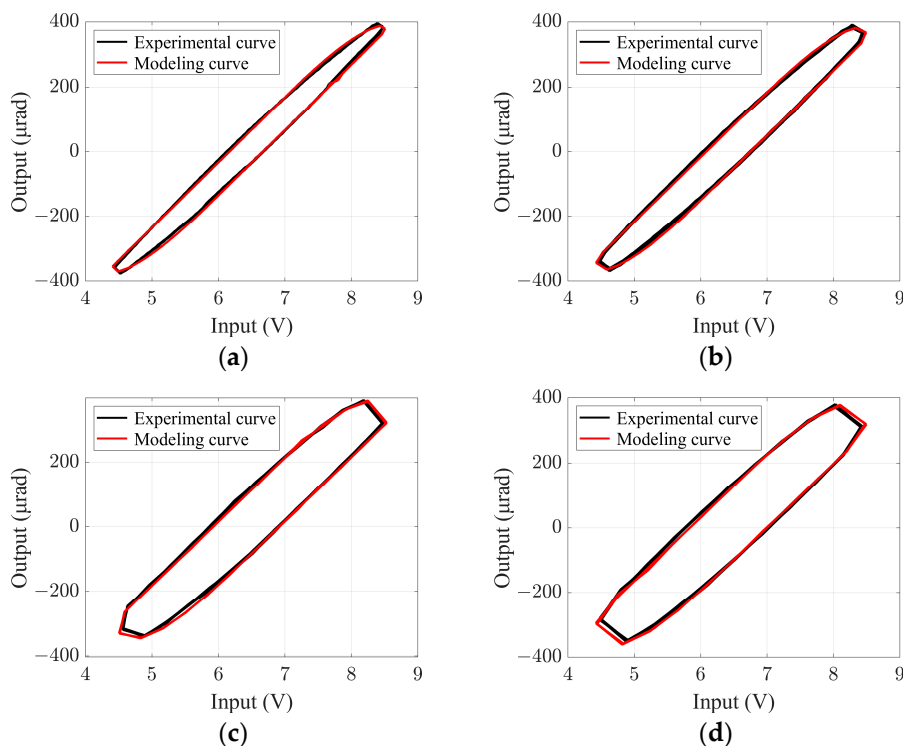 400
200
0
−200
−400
Output (μrad)
Experimental curve
Modeling curve
4 5 6 7 8 9
Input (V)
(a)
400
200
0
−200
−400
Output (μrad)
Experimental curve
Modeling curve
4 5 6 7 8 9
Input (V)
(b)
200
0
−200
−400
Output (μrad)
Experimental curve
Modeling curve
4 5 6 7 8 9
Input (V)
(c)
400
200
0
−200
−400
Output (μrad)
Experimental curve
Modeling curve
4 5 6 7 8 9
Input (V)
(d)